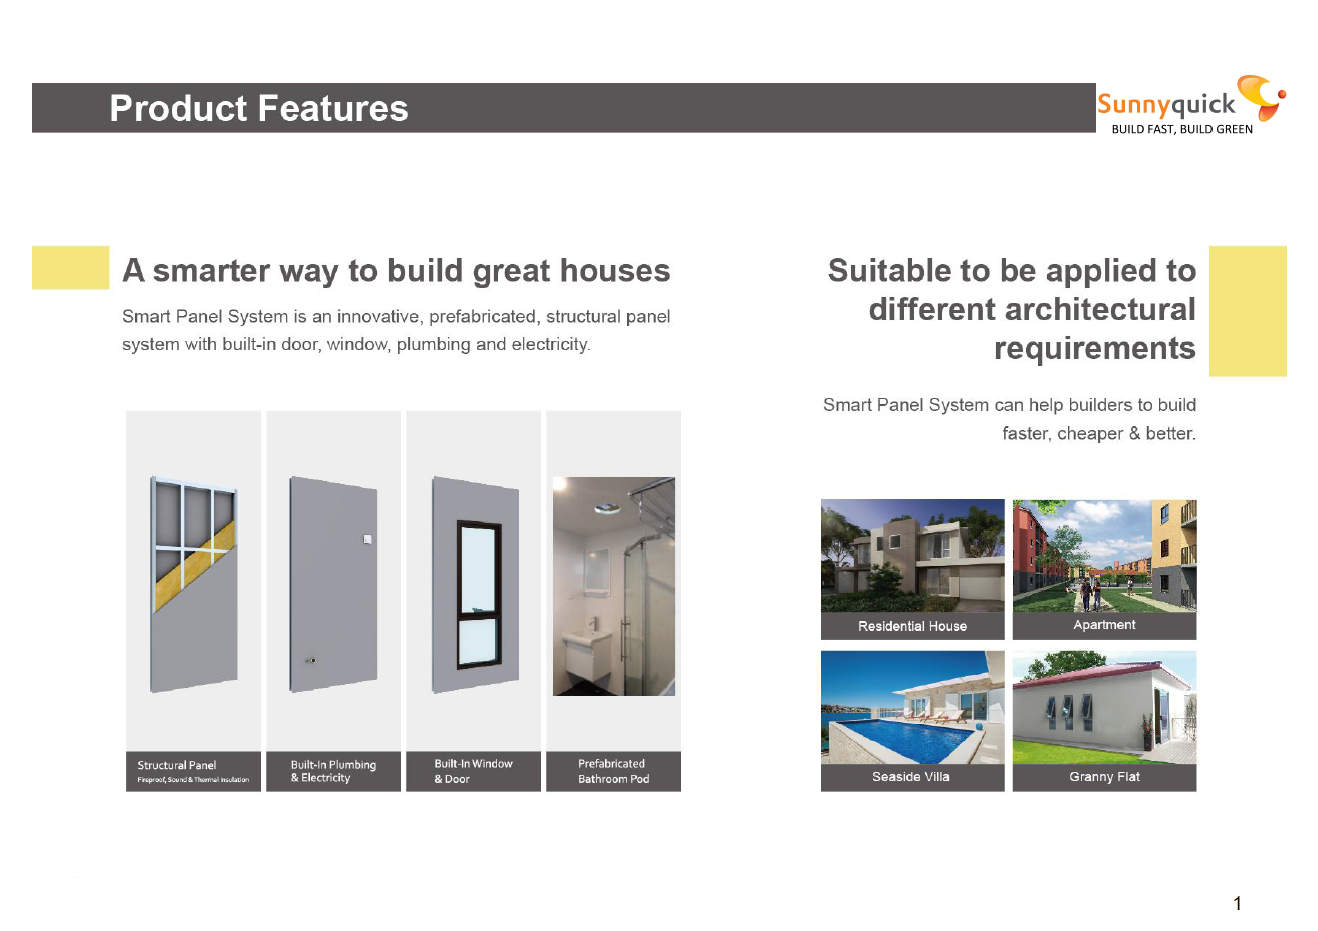 Product Features
Sunnyquick
BUILD FAST, BUILD GREEN
A smarter way to build great houses
Smart Panel System is an innovative, prefabricated, structural panel
system with built-in door, window, plumbing and electricity.
Structural Panel
Fireproof, Sound & Thermal Insulation
Built-In Plumbing
& Electricity
Built-In Window
& Door
Prefabricated
Bathroom Pod
Suitable to be applied to
different architectural
requirements
Smart Panel System can help builders to build
faster, cheaper & better.
Residential House
Apartment
Seaside Villa
Granny Flat
1